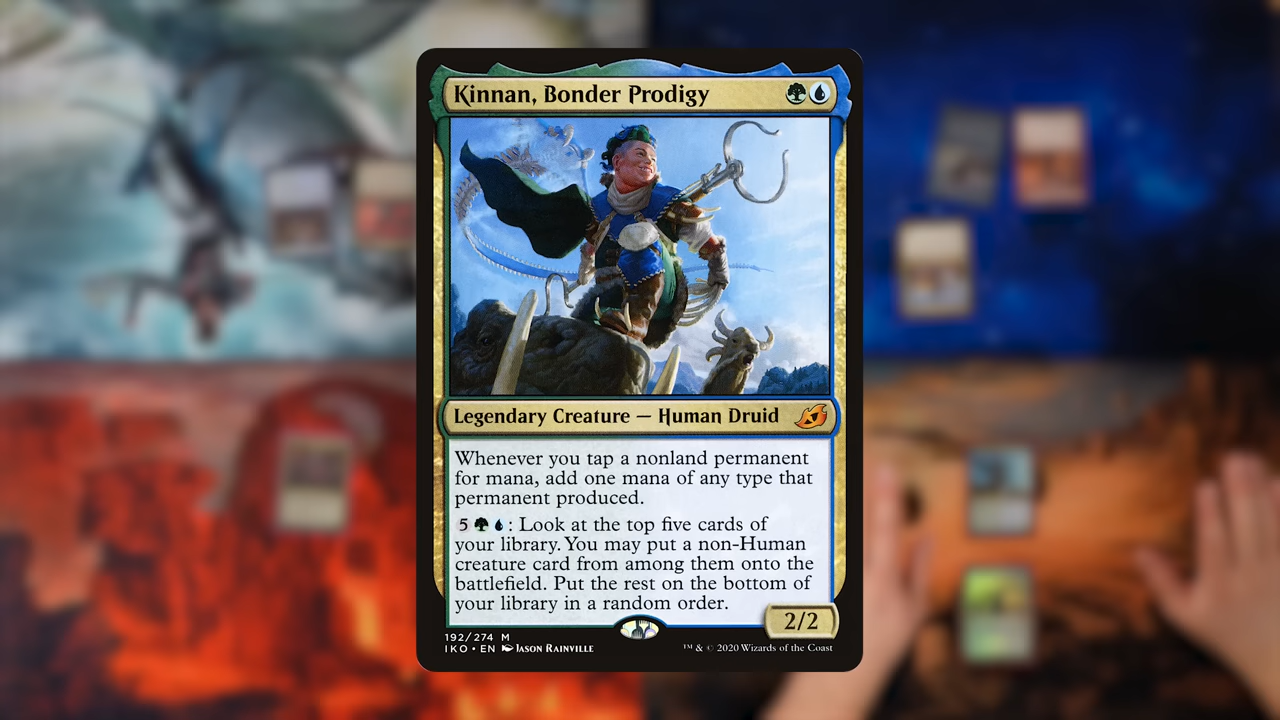 Kinnan, Bonder Prodigy
Legendary Creature — Human Druid
Whenever you tap a nonland permanent
for mana, add one mana of any type that
permanent produced.
5 : Look at the top five cards of
your library. You may put a non-Human
creature card from among them onto the
battlefield. Put the rest on the bottom of
your library in a random order.
2/2
192/274 M
IKO • EN Jason Rainville
™ & © 2020 Wizards of the Coast